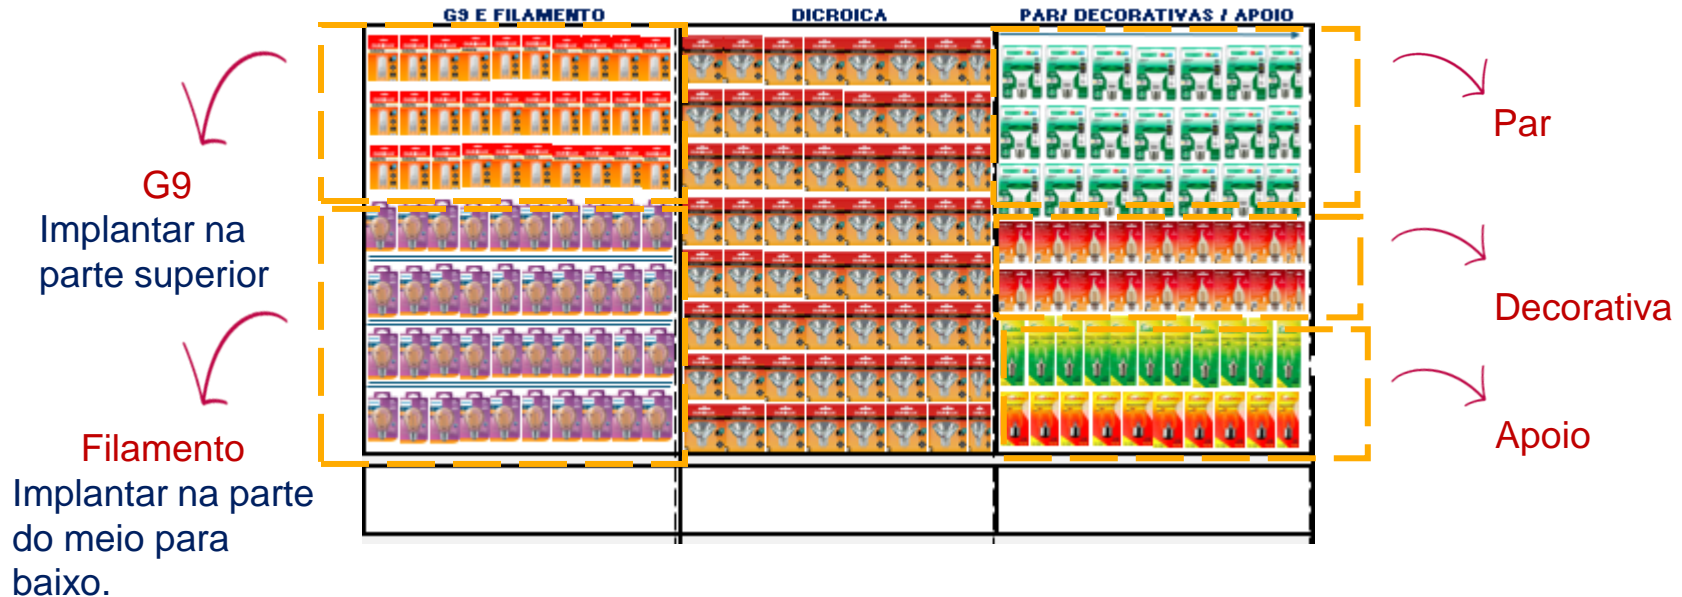 G9 E FILAMENTO
DICROICA
PAR/ DECORATIVAS / APOIO
G9
Implantar na
parte superior
Filamento
Implantar na parte
do meio para
baixo.
Par
Decorativa
Apoio